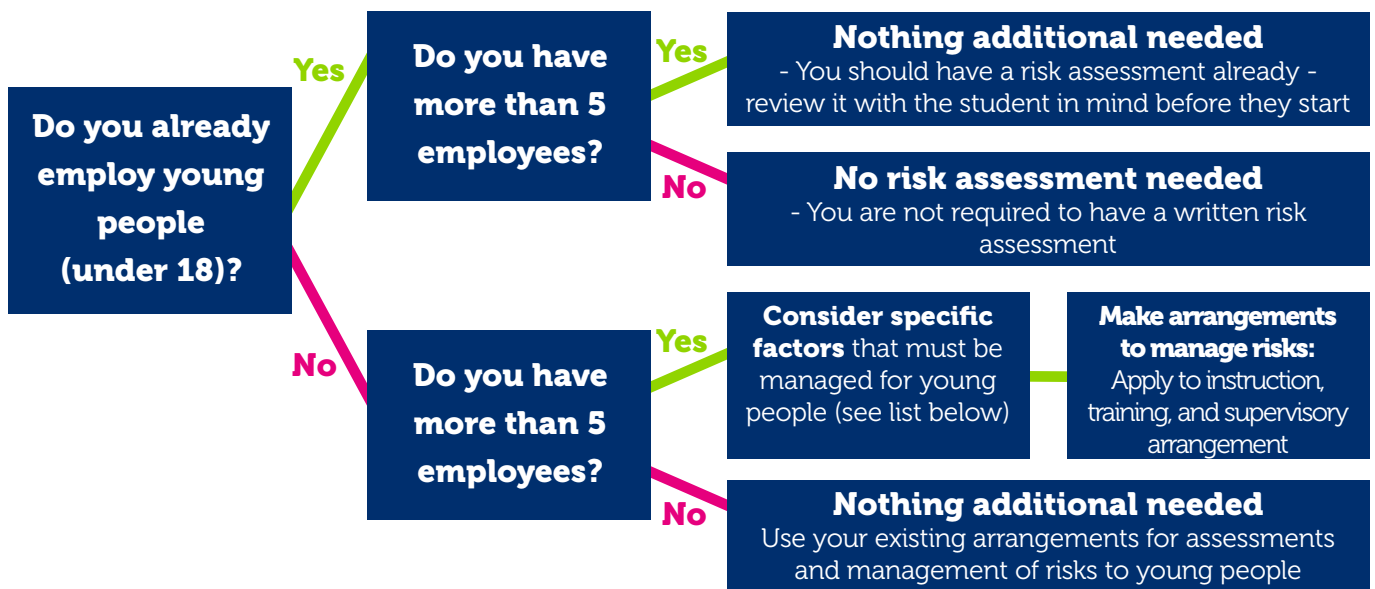 Do you already
employ young
people
(under 18)?
Yes
No
Do you have
more than 5
employees?
Yes
No
Nothing additional needed
- You should have a risk assessment already -
review it with the student in mind before they start
No risk assessment needed
- You are not required to have a written risk
assessment
Do you have
more than 5
employees?
Yes
No
Consider specific
factors that must be
managed for young
people (see list below)
Make arrangements
to manage risks:
Apply to instruction,
training, and supervisory
arrangement
Nothing additional needed
Use your existing arrangements for assessments
and management of risks to young people